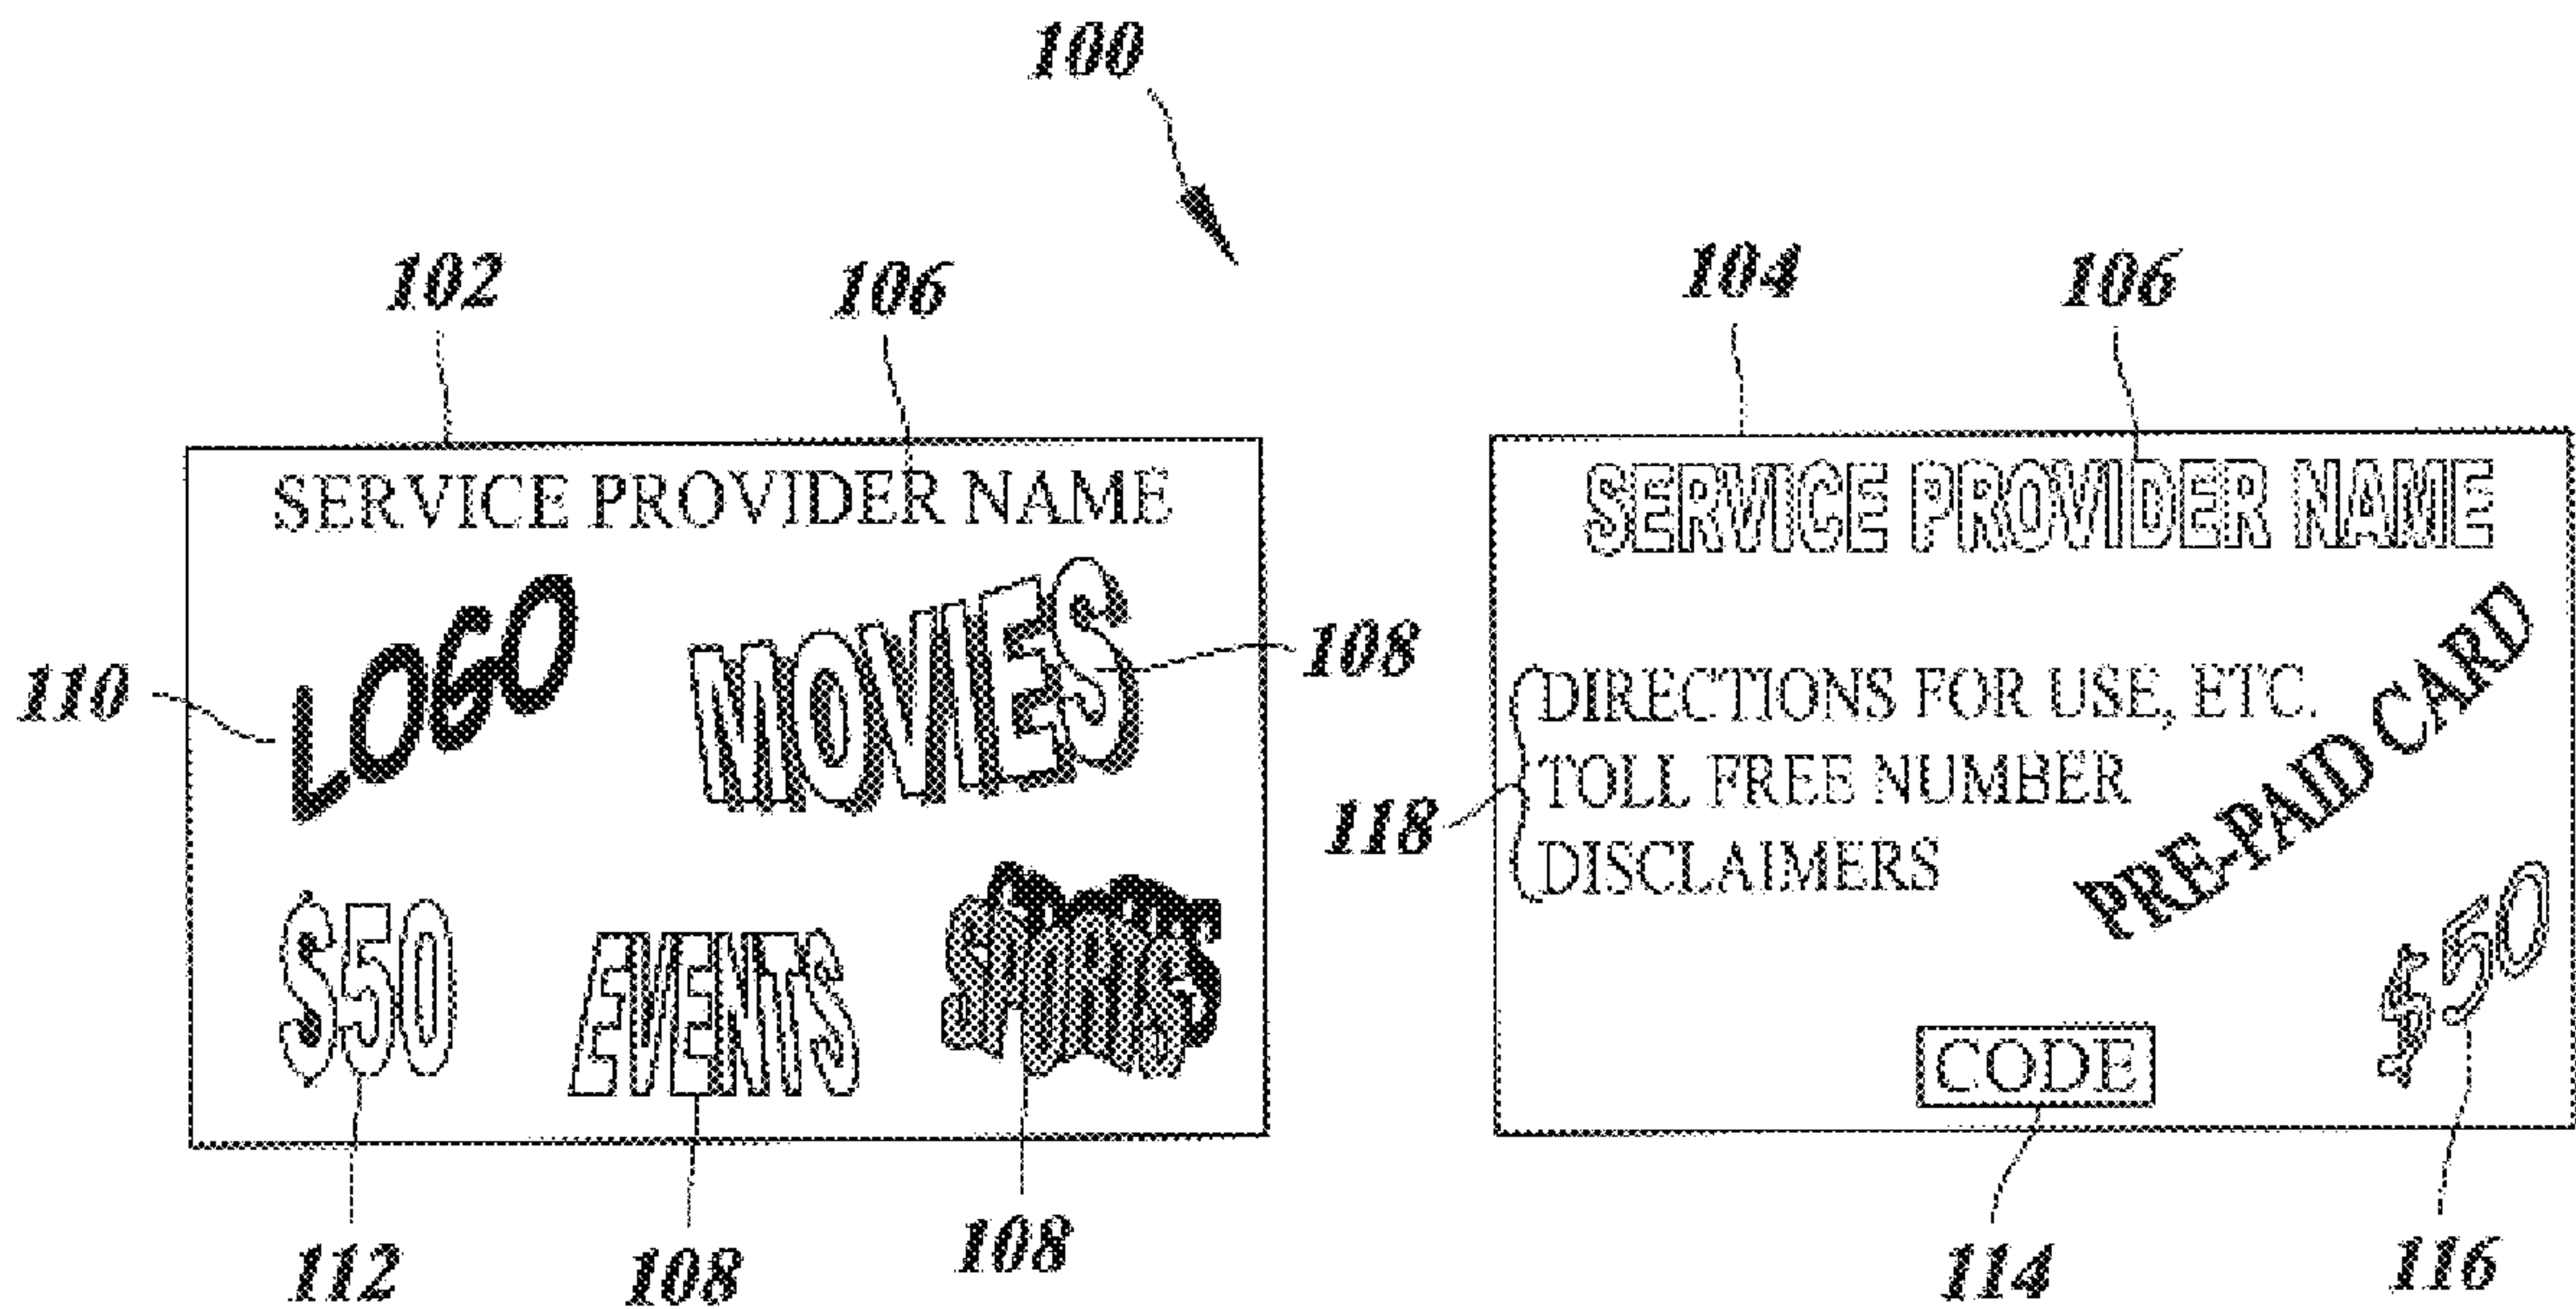 100
102
106
104
106
SERVICE PROVIDER NAME
LOGO
MOVIES
110
108
$50
EVENTS
SPORTS
112
108
108
SERVICE PROVIDER NAME
DIRECTIONS FOR USE, ETC.
TOLL FREE NUMBER
DISCLAIMERS
118
PRE-PAID CARD
$50
CODE
114
116